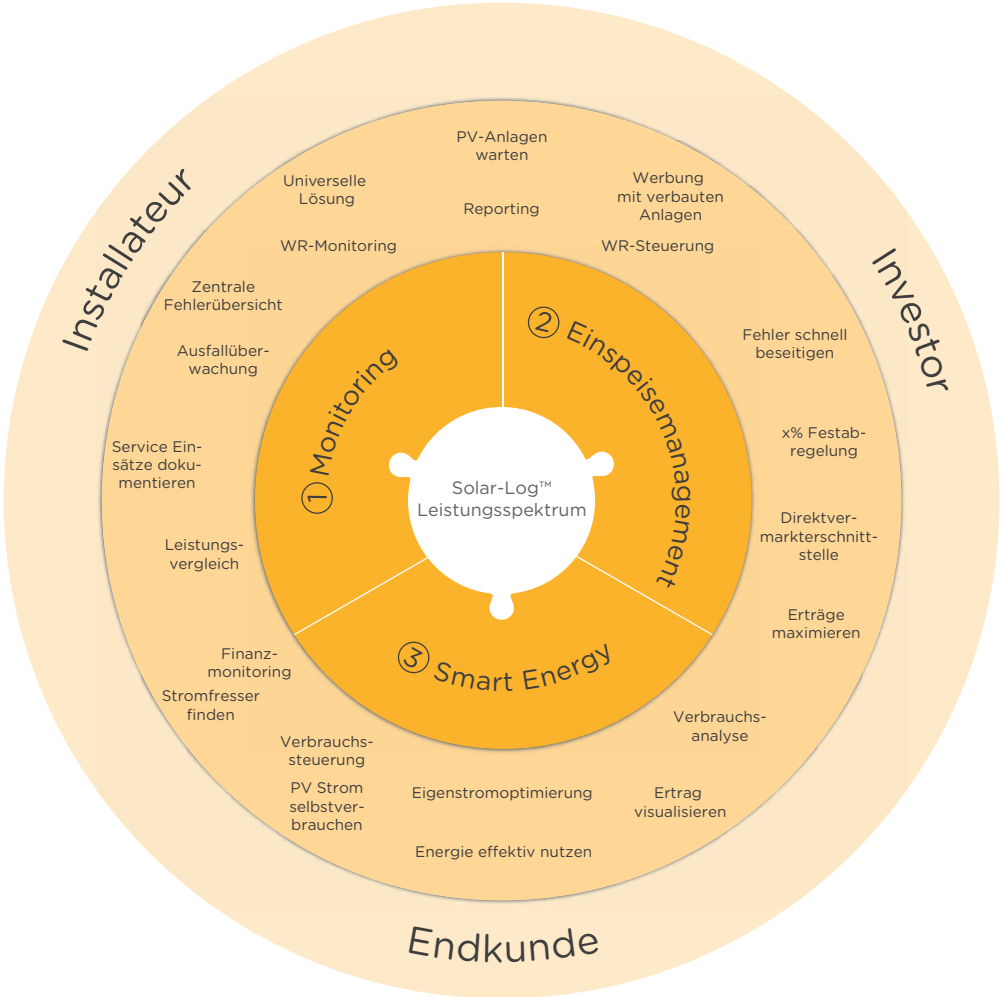 Installateur
Investor
Endkunde
PV-Anlagen
warten
Universelle
Lösung
Reporting
Werbung
mit verbauten
Anlagen
WR-Monitoring
WR-Steuerung
Zentrale
Fehlerübersicht
Ausfallüber-
wachung
Fehler schnell
beseitigen
Service Ein-
sätze doku-
mentieren
x% Festab-
regelung
Leistungs-
vergleich
Direktver-
markterschnitt-
stelle
Erträge
maximieren
Finanz-
monitoring
Stromfresser
finden
Verbrauchs-
analyse
Verbrauchs-
steuerung
PV Strom
selbstver-
brauchen
Eigenstromoptimierung
Ertrag
visualisieren
Energie effektiv nutzen
1 Monitoring
2 Einspeisemanagement
3 Smart Energy
Solar-Log™
Leistungsspektrum